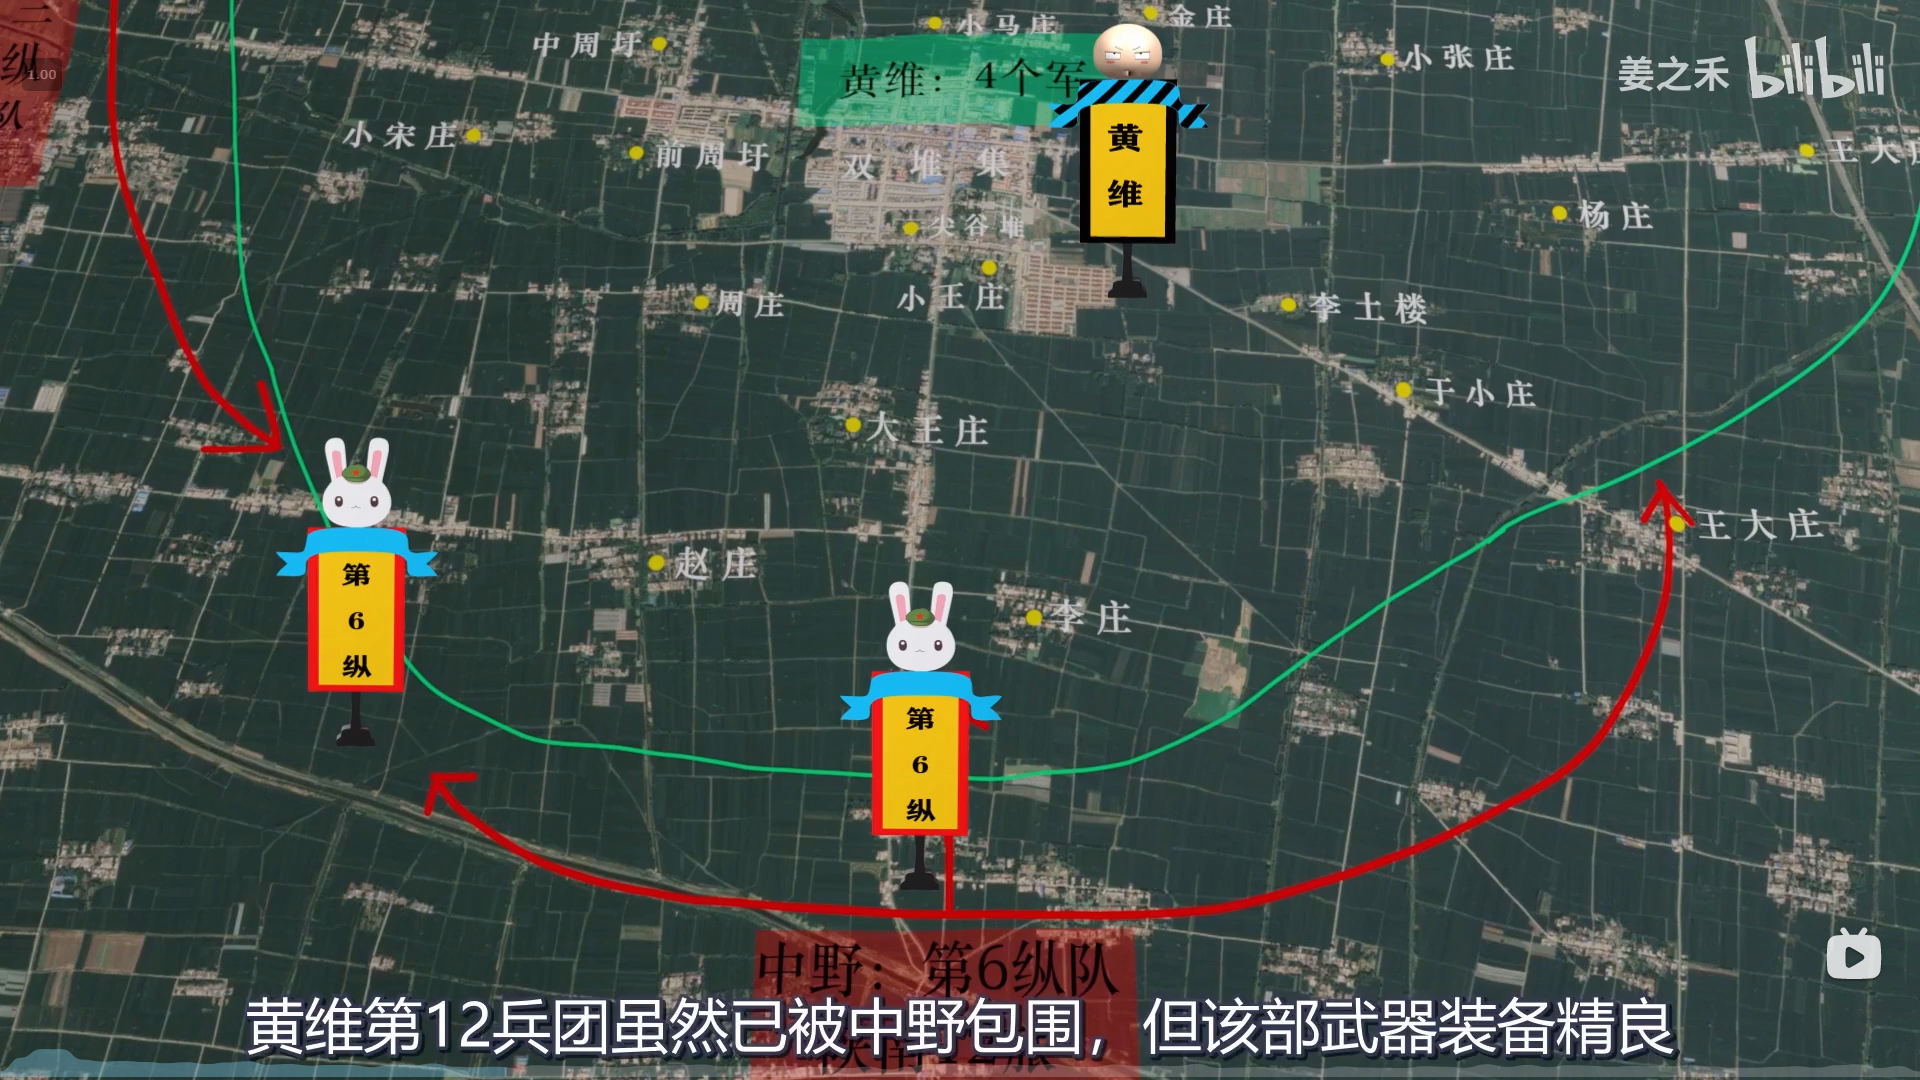 二
纵
队
1.00
小马庄
金庄
中周圩
小张庄
姜之禾 bilibili
黄维：4个军
小宋庄
前周圩
双堆集
黄维
王大庄
尖谷堆
杨庄
周庄
小王庄
李土楼
于小庄
大王庄
王大庄
赵庄
李庄
第6纵
第6纵
中野：第6纵队
黄维第12兵团虽然已被中野包围，但该部武器装备精良